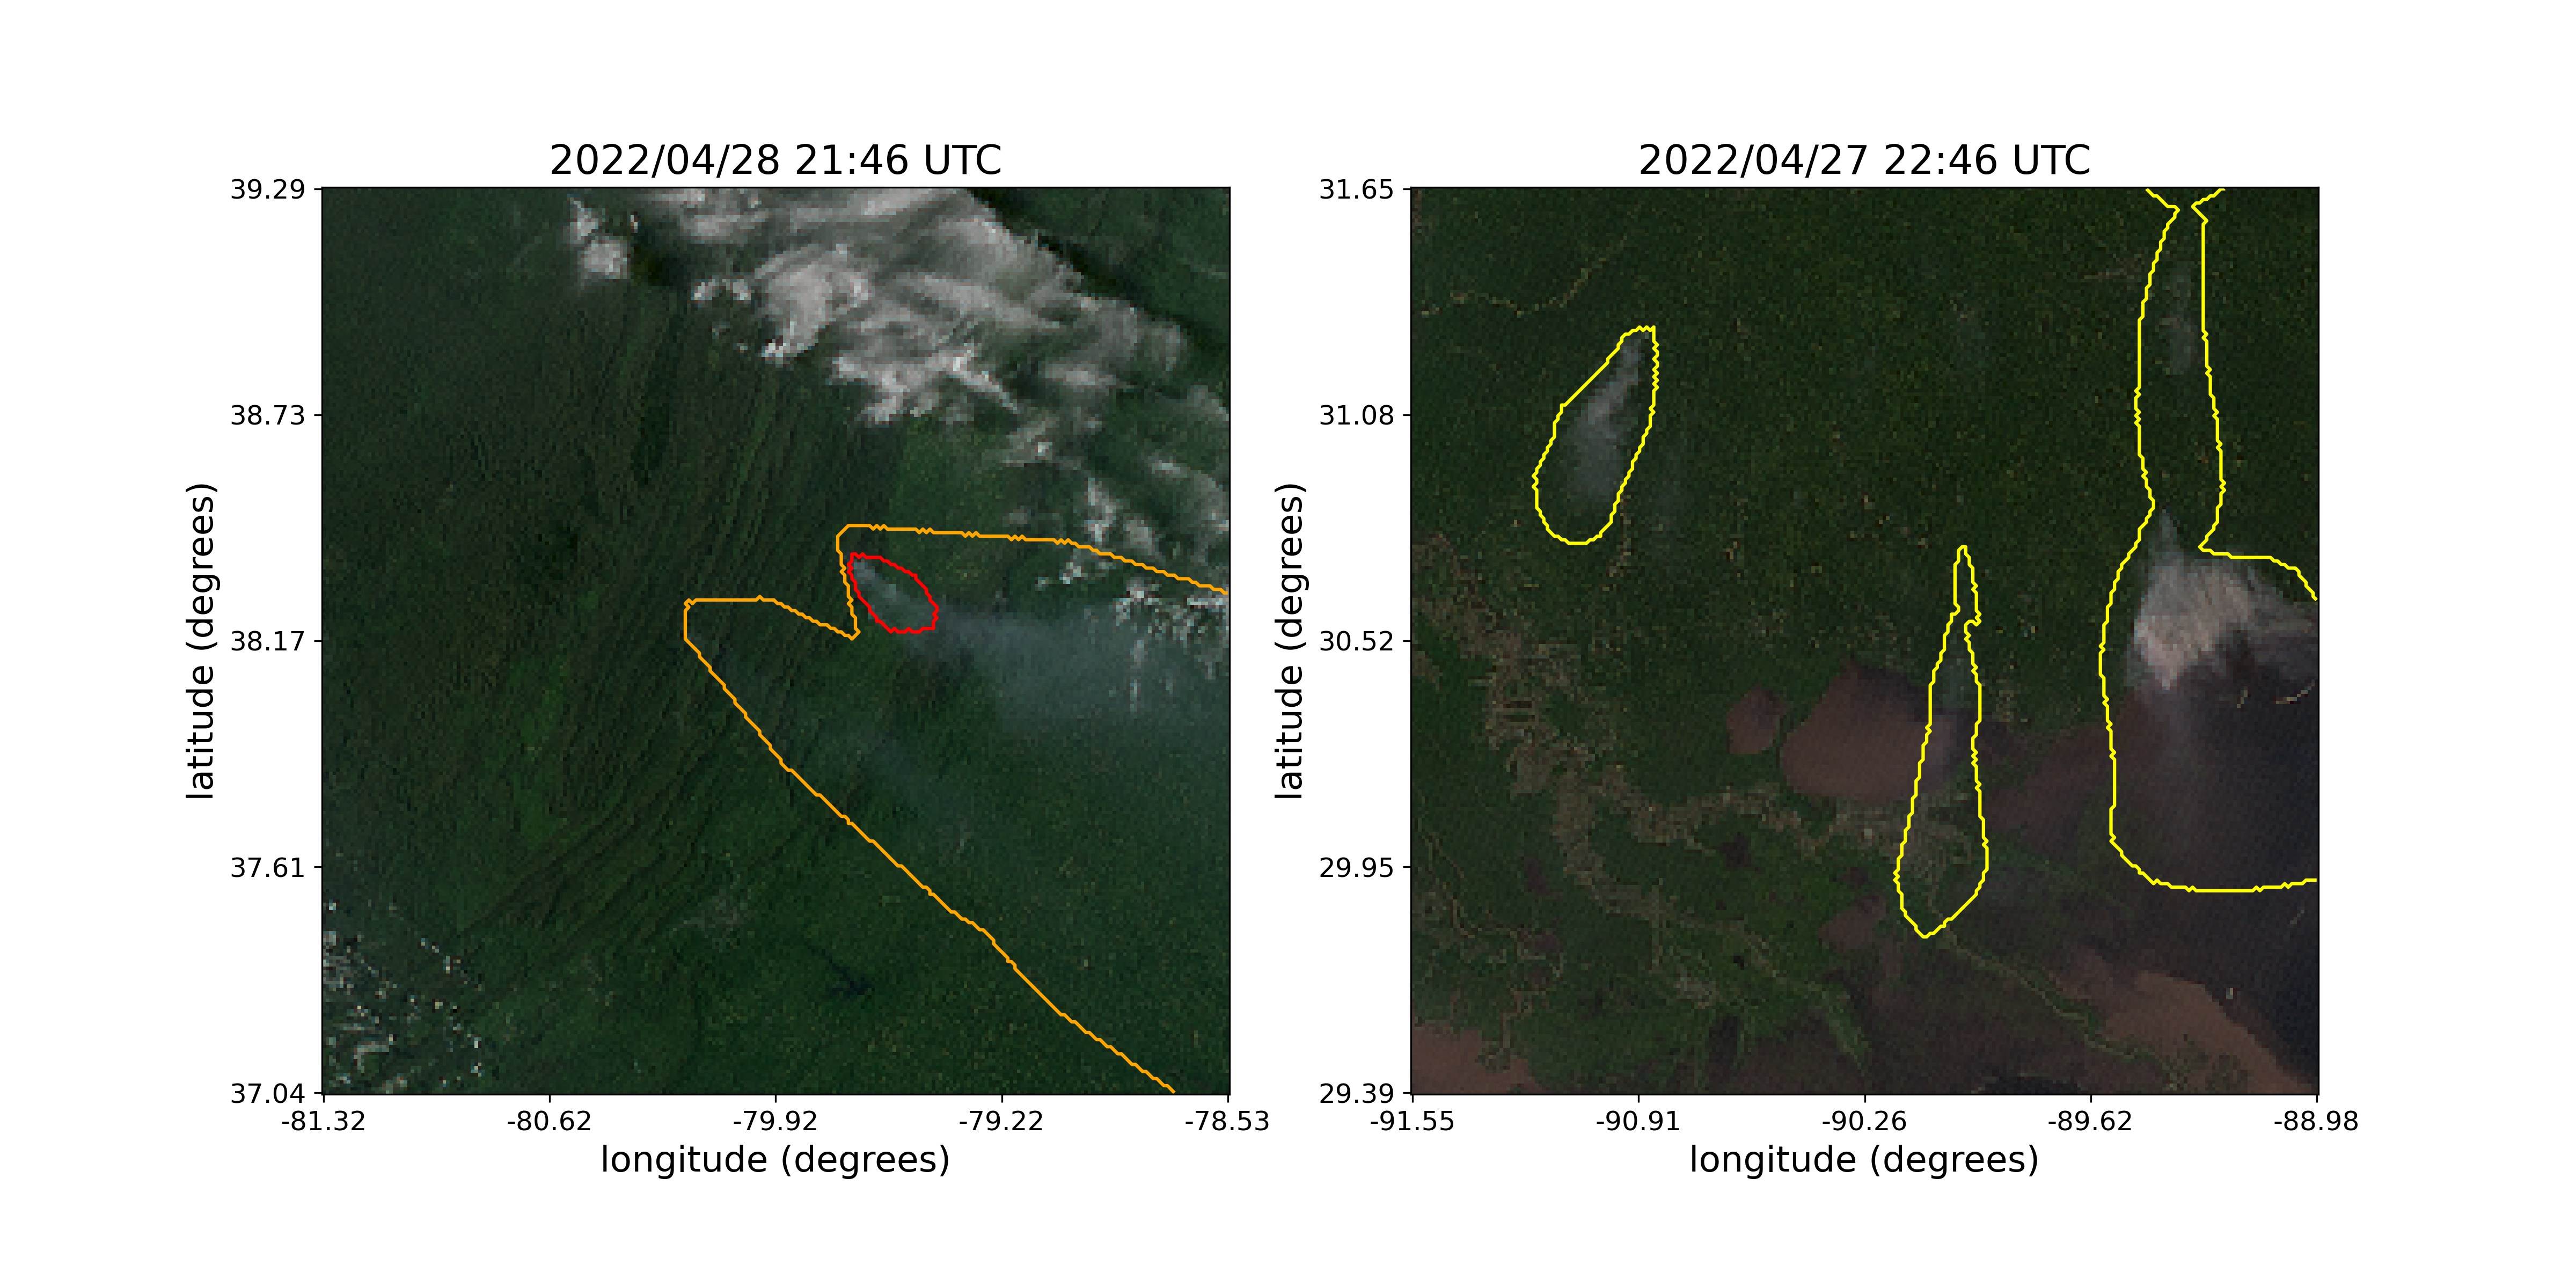 2022/04/28 21:46 UTC
39.29
38.73
38.17
37.61
37.04
latitude (degrees)
-81.32 -80.62 -79.92 -79.22 -78.53
longitude (degrees)
2022/04/27 22:46 UTC
31.65
31.08
30.52
29.95
29.39
latitude (degrees)
-91.55 -90.91 -90.26 -89.62 -88.98
longitude (degrees)